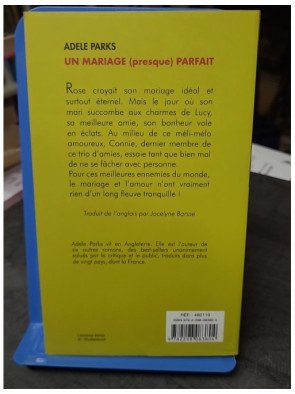 ADELE PARKS
UN MARIAGE (presque) PARFAIT
Rose croyait son mariage idéal et
surtout éternel. Mais le jour où son
mari succombe aux charmes de Lucy,
sa meilleure amie, son bonheur vole
en éclats. Au milieu de ce méli-mélo
amoureux, Connie, dernier membre de
ce trio d'amies, essaie tant que bien mal
de ne se fâcher avec personne.
Pour ces meilleures ennemies du monde,
le mariage et l'amour n'ont vraiment
rien d'un long fleuve tranquille !
Traduit de l'anglais par Jocelyne Barsse
Adele Parks vit en Angleterre. Elle est l'auteur de
six autres romans, des best-sellers unanimement
salués par la critique et le public, traduits dans plus
de vingt pays, dont la France.
RÉF : 480119